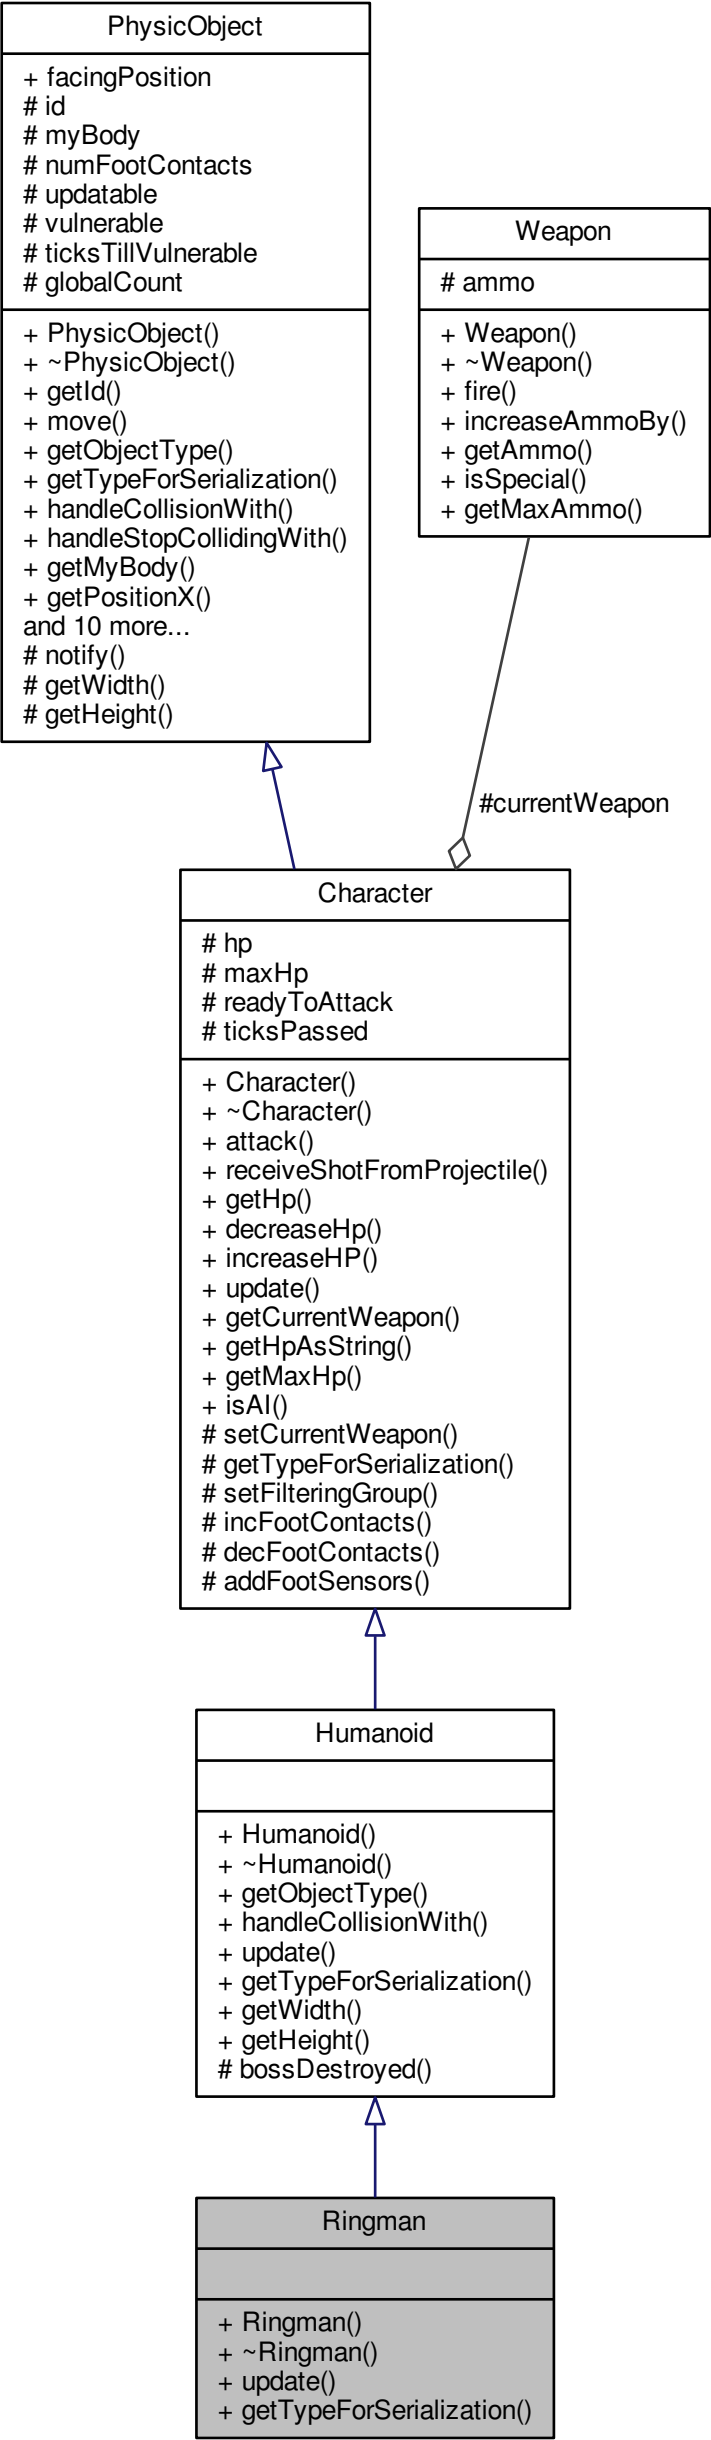 PhysicObject
+ facingPosition
# id
# myBody
# numFootContacts
# updatable
# vulnerable
# ticksTillVulnerable
# globalCount
+ PhysicObject()
+ ~PhysicObject()
+ getId()
+ move()
+ getObjectType()
+ getTypeForSerialization()
+ handleCollisionWith()
+ handleStopCollidingWith()
+ getMyBody()
+ getPositionX()
and 10 more...
# notify()
# getWidth()
# getHeight()
Weapon
# ammo
+ Weapon()
+ ~Weapon()
+ fire()
+ increaseAmmoBy()
+ getAmmo()
+ isSpecial()
+ getMaxAmmo()
#currentWeapon
Character
# hp
# maxHp
# readyToAttack
# ticksPassed
+ Character()
+ ~Character()
+ attack()
+ receiveShotFromProjectile()
+ getHp()
+ decreaseHp()
+ increaseHP()
+ update()
+ getCurrentWeapon()
+ getHpAsString()
+ getMaxHp()
+ isAI()
# setCurrentWeapon()
# getTypeForSerialization()
# setFilteringGroup()
# incFootContacts()
# decFootContacts()
# addFootSensors()
Humanoid
+ Humanoid()
+ ~Humanoid()
+ getObjectType()
+ handleCollisionWith()
+ update()
+ getTypeForSerialization()
+ getWidth()
+ getHeight()
# bossDestroyed()
Ringman
+ Ringman()
+ ~Ringman()
+ update()
+ getTypeForSerialization()